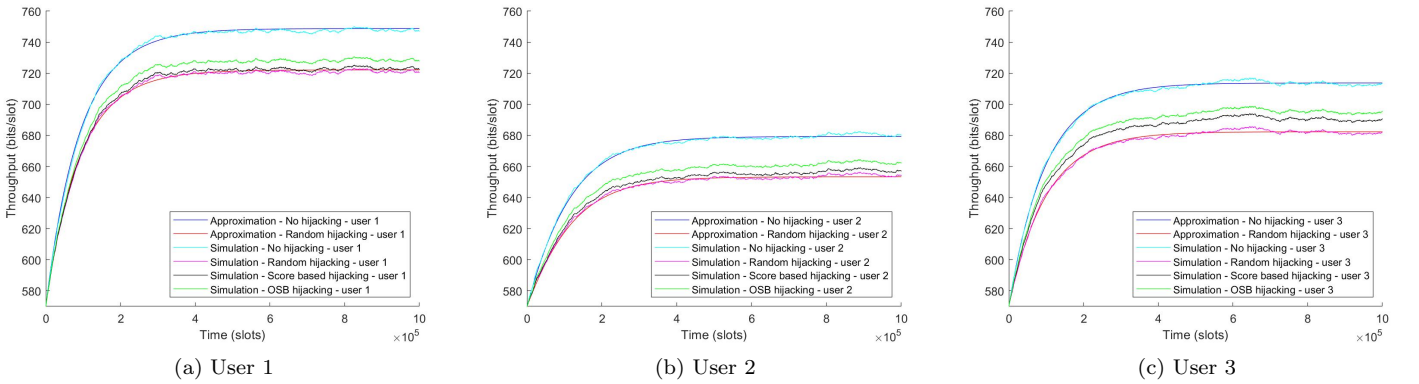 760
740
720
700
680
660
640
620
600
580
Throughput (bits/slot)
Approximation - No hijacking - user 1
Approximation - Random hijacking - user 1
Simulation - No hijacking - user 1
Simulation - Random hijacking - user 1
Simulation - Score based hijacking - user 1
Simulation - OSB hijacking - user 1
0 2 4 6 8 10
Time (slots)
×10⁵
(a) User 1
760
740
720
700
680
660
640
620
600
580
Throughput (bits/slot)
Approximation - No hijacking - user 2
Approximation - Random hijacking - user 2
Simulation - No hijacking - user 2
Simulation - Random hijacking - user 2
Simulation - Score based hijacking - user 2
Simulation - OSB hijacking - user 2
0 2 4 6 8 10
Time (slots)
×10⁵
(b) User 2
760
740
720
700
680
660
640
620
600
580
Throughput (bits/slot)
Approximation - No hijacking - user 3
Approximation - Random hijacking - user 3
Simulation - No hijacking - user 3
Simulation - Random hijacking - user 3
Simulation - Score based hijacking - user 3
Simulation - OSB hijacking - user 3
0 2 4 6 8 10
Time (slots)
×10⁵
(c) User 3